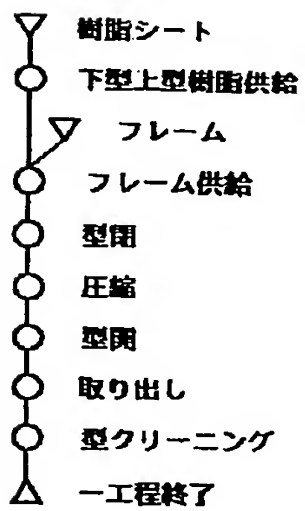 樹脂シート
下型上型樹脂供給
フレーム
フレーム供給
型閉
圧縮
型開
取り出し
型クリーニング
一工程終了